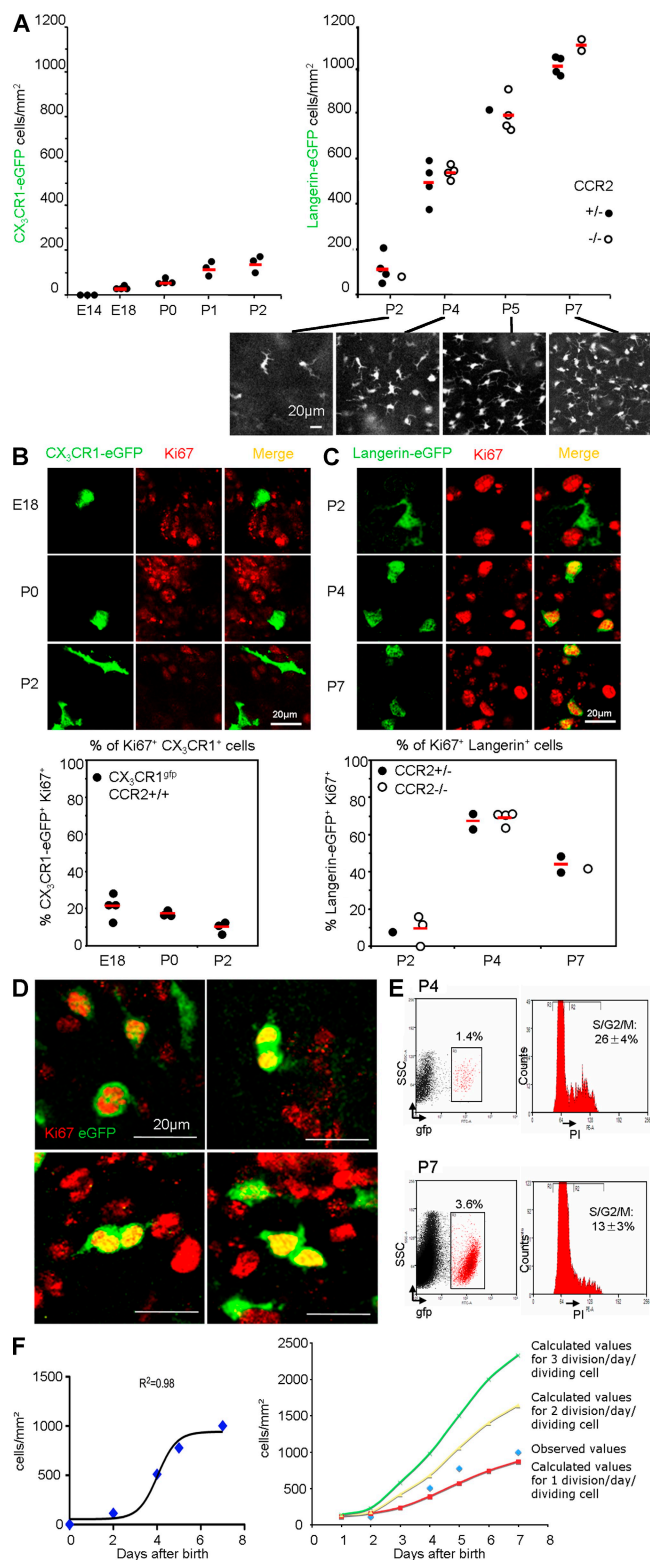 A
1200
1000
800
600
400
200
0
CX3CR1-eGFP cells/mm²
E14 E18 P0 P1 P2
1200
1000
800
600
400
200
0
Langerin-eGFP cells/mm²
CCR2
+/-
-/-
P2 P4 P5 P7
20µm
B
CX3CR1-eGFP Ki67 Merge
E18
P0
P2
20µm
C
Langerin-eGFP Ki67 Merge
P2
P4
P7
20µm
% of Ki67+ CX3CR1+ cells
100
80
60
40
20
0
% CX3CR1-eGFP+ Ki67+
CX3CR1gfp
CCR2+/+
E18 P0 P2
% of Ki67+ Langerin+ cells
100
80
60
40
20
0
% Langerin-eGFP+ Ki67+
CCR2+/-
CCR2-/-
P2 P4 P7
D
Ki67 eGFP 20µm
E
P4
1.4%
SSC
gfp
Counts
S/G2/M:
26±4%
PI
P7
3.6%
SSC
gfp
Counts
S/G2/M:
13±3%
PI
F
R²=0.98
1500
1000
500
0
cells/mm²
0 2 4 6 8
Days after birth
2500
2000
1500
1000
500
0
cells/mm²
0 1 2 3 4 5 6 7 8
Days after birth
Calculated values
for 3 division/day/
dividing cell
Calculated values
for 2 division/day/
dividing cell
Observed values
Calculated values
for 1 division/day/
dividing cell